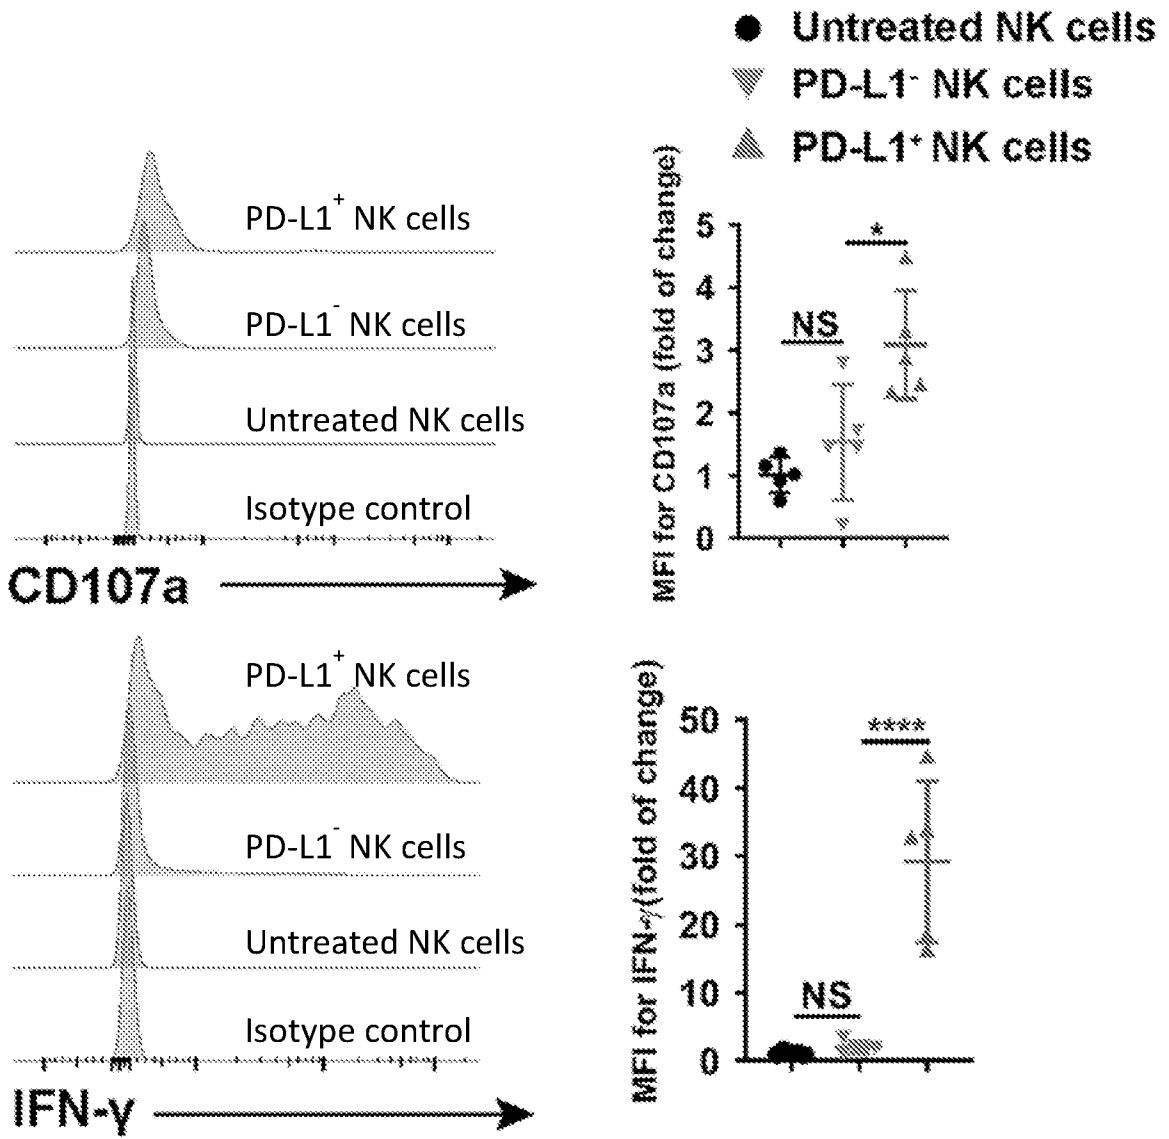 Untreated NK cells
PD-L1- NK cells
PD-L1+ NK cells
PD-L1+ NK cells
PD-L1- NK cells
Untreated NK cells
Isotype control
CD107a
MFI for CD107a (fold of change)
5
4
3
2
1
0
NS
*
PD-L1+ NK cells
PD-L1- NK cells
Untreated NK cells
Isotype control
IFN-γ
MFI for IFN-γ(fold of change)
50
40
30
20
10
0
NS
****